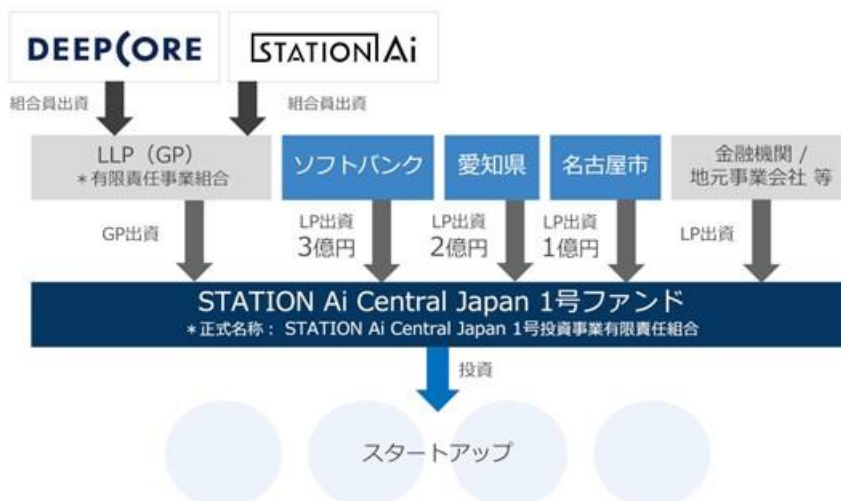 DEEPCORE
STATION Ai
組合員出資
組合員出資
LLP（GP）
＊有限責任事業組合
ソフトバンク
愛知県
名古屋市
金融機関 /
地元事業会社 等
GP出資
LP出資
3億円
LP出資
2億円
LP出資
1億円
LP出資
STATION Ai Central Japan 1号ファンド
＊正式名称： STATION Ai Central Japan 1号投資事業有限責任組合
投資
スタートアップ